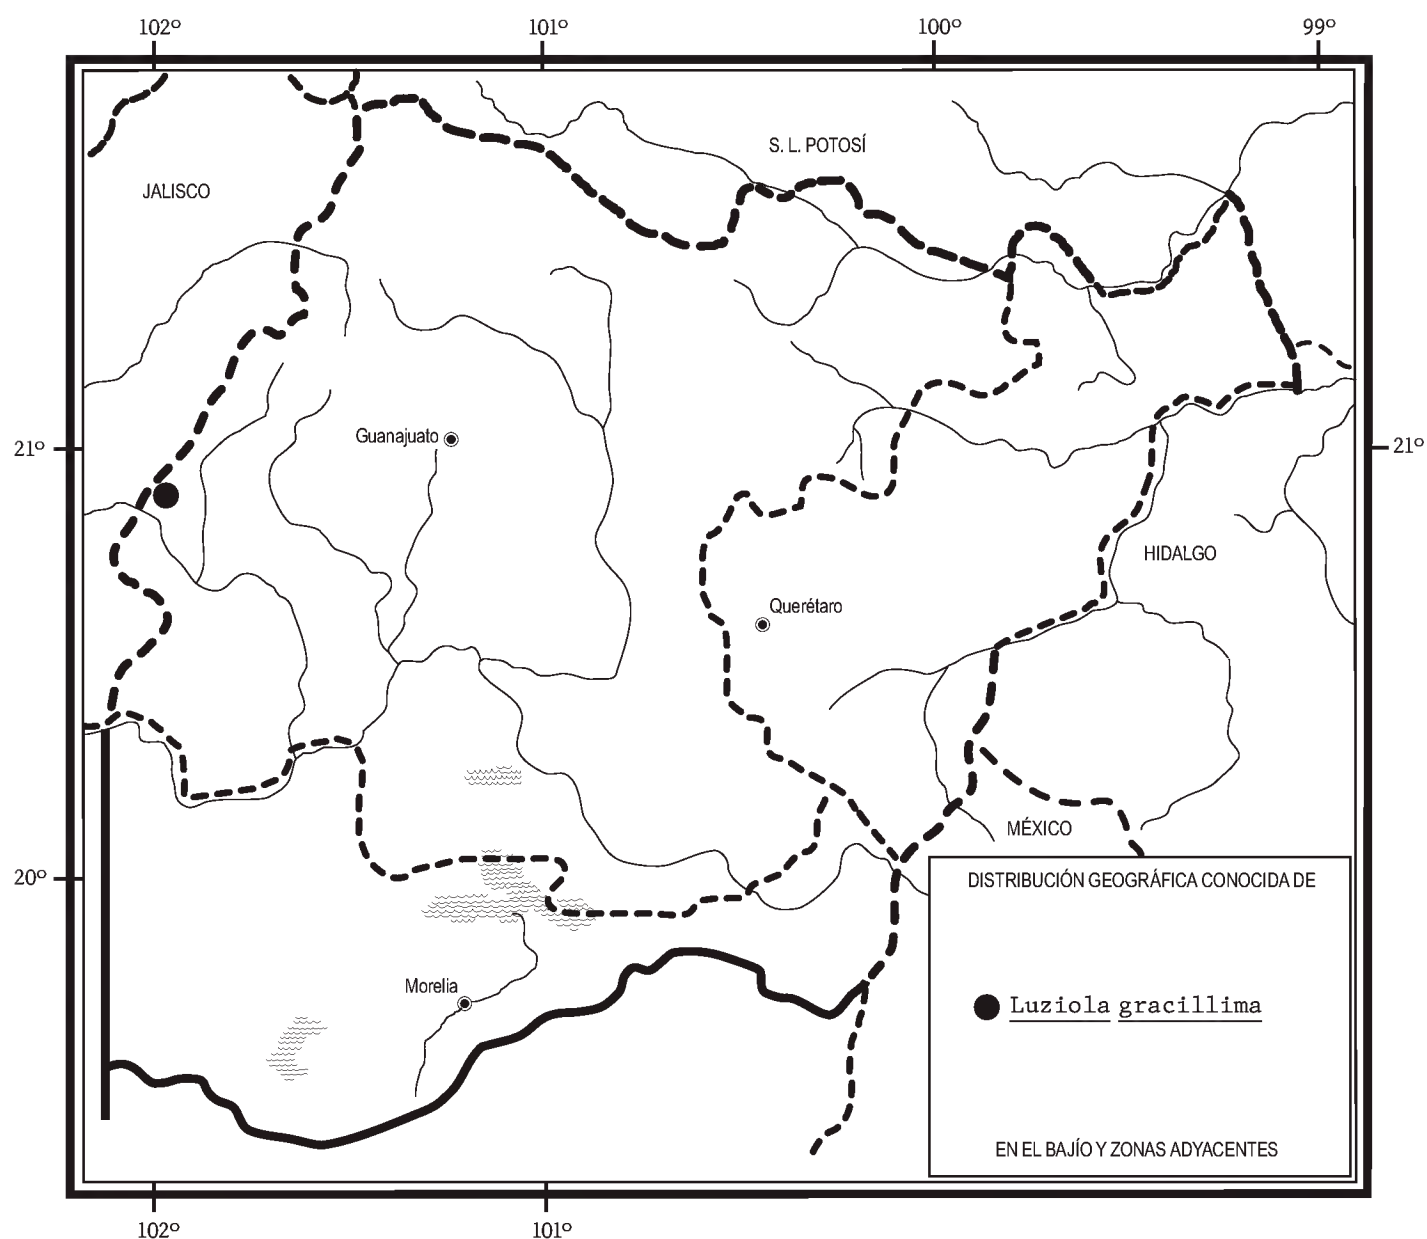 102º 101º 100º 99º
S. L. POTOSÍ
JALISCO
Guanajuato
21º 21º
HIDALGO
Querétaro
MÉXICO
20º
DISTRIBUCIÓN GEOGRÁFICA CONOCIDA DE
Morelia
Luziola gracillima
EN EL BAJÍO Y ZONAS ADYACENTES
102º 101º